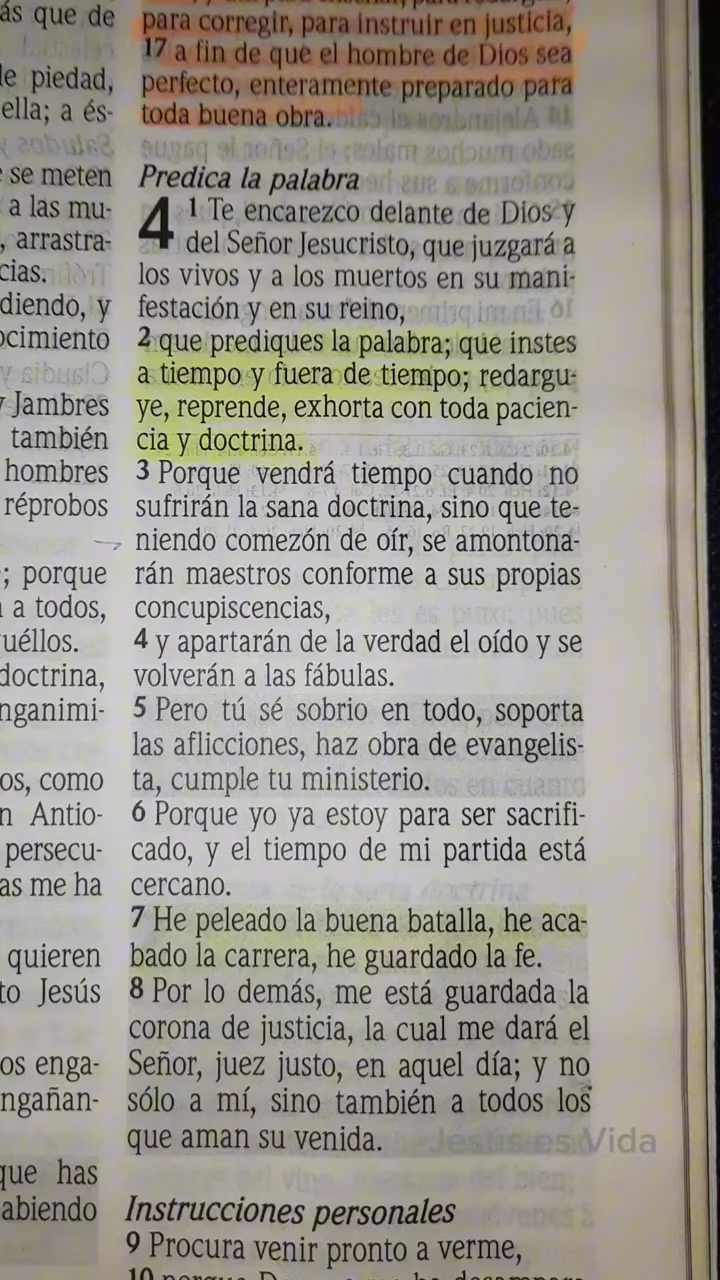 ás que de
le piedad,
ella; a és-
se meten
a las mu-
, arrastra-
cias.
diendo, y
ocimiento
y Jambres
también
hombres
réprobos
; porque
a todos,
uéllos.
doctrina,
nganimi-
os, como
n Antio-
persecu-
as me ha
quieren
to Jesús
os enga-
ngañan-
que has
abiendo
para corregir, para instruir en justicia,
17 a fin de que el hombre de Dios sea
perfecto, enteramente preparado para
toda buena obra.
Predica la palabra
4 1 Te encarezco delante de Dios y
del Señor Jesucristo, que juzgará a
los vivos y a los muertos en su mani-
festación y en su reino,
2 que prediques la palabra; que instes
a tiempo y fuera de tiempo; redargu-
ye, reprende, exhorta con toda pacien-
cia y doctrina.
3 Porque vendrá tiempo cuando no
sufrirán la sana doctrina, sino que te-
niendo comezón de oír, se amontona-
rán maestros conforme a sus propias
concupiscencias,
4 y apartarán de la verdad el oído y se
volverán a las fábulas.
5 Pero tú sé sobrio en todo, soporta
las aflicciones, haz obra de evangelis-
ta, cumple tu ministerio.
6 Porque yo ya estoy para ser sacrifi-
cado, y el tiempo de mi partida está
cercano.
7 He peleado la buena batalla, he aca-
bado la carrera, he guardado la fe.
8 Por lo demás, me está guardada la
corona de justicia, la cual me dará el
Señor, juez justo, en aquel día; y no
sólo a mí, sino también a todos los
que aman su venida.
Jesús es Vida
Instrucciones personales
9 Procura venir pronto a verme,
10 porque